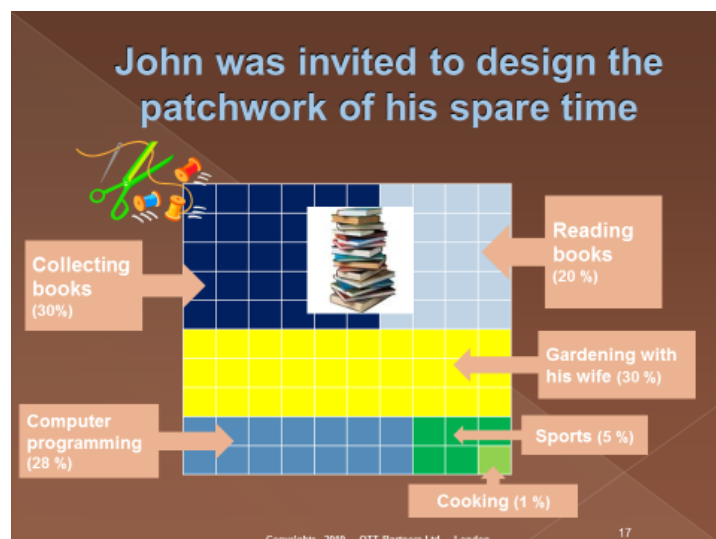 John was invited to design the
patchwork of his spare time
Collecting
books
(30%)
Reading
books
(20 %)
Gardening with
his wife (30 %)
Computer
programming
(28 %)
Sports (5 %)
Cooking (1 %)
17